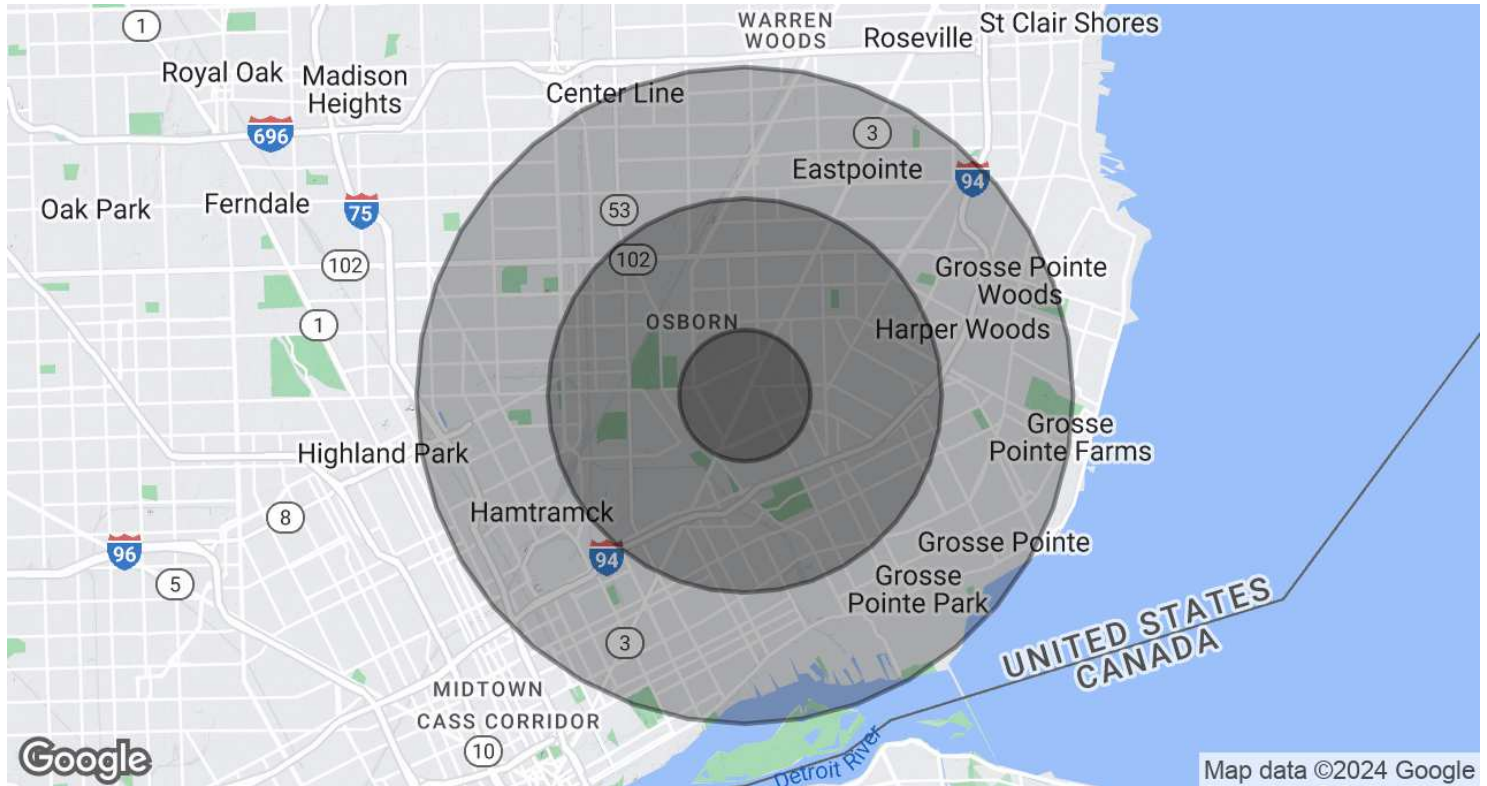 1
WARREN
WOODS
Roseville
St Clair Shores
Royal Oak
Madison
Heights
Center Line
696
3
Eastpointe
94
Oak Park
Ferndale
75
53
102
102
Grosse Pointe
Woods
1
OSBORN
Harper Woods
Highland Park
Grosse
Pointe Farms
Hamtramck
8
96
94
Grosse Pointe
5
Grosse
Pointe Park
3
UNITED STATES
CANADA
MIDTOWN
CASS CORRIDOR
10
Detroit River
Google
Map data ©2024 Google